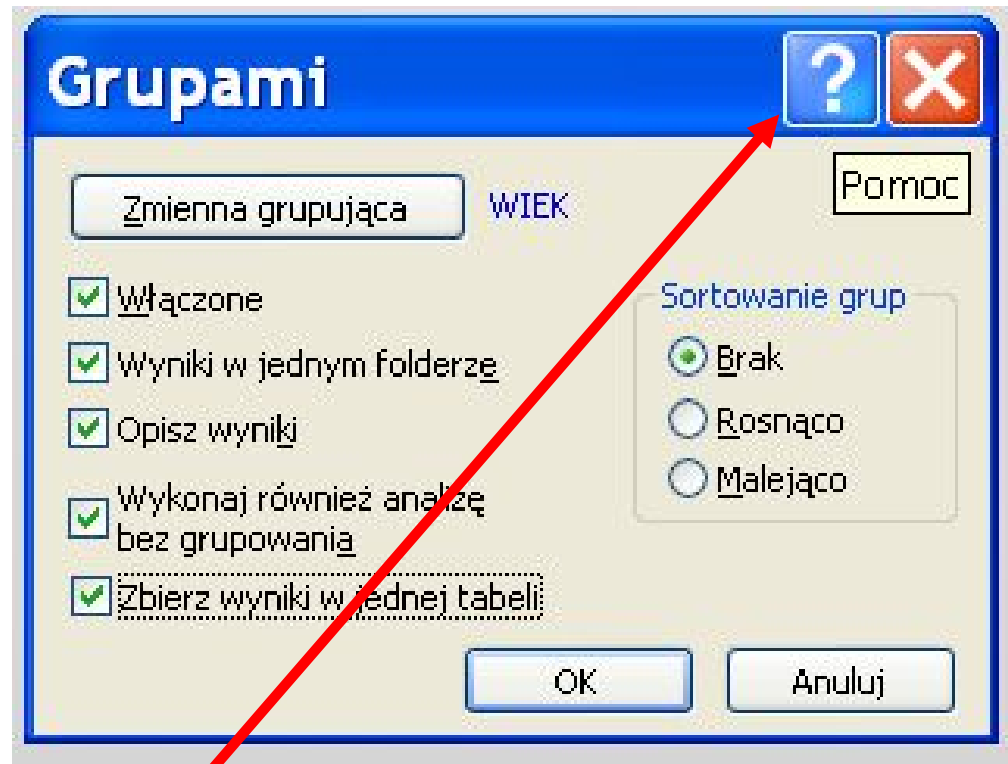 Grupami
?
Pomoc
Zmienna grupująca WIEK
Włączone
Wyniki w jednym folderze
Opisz wyniki
Wykonaj również analizę
bez grupowania
Zbierz wyniki w jednej tabeli
Sortowanie grup
Brak
Rosnąco
Malejąco
OK
Anuluj